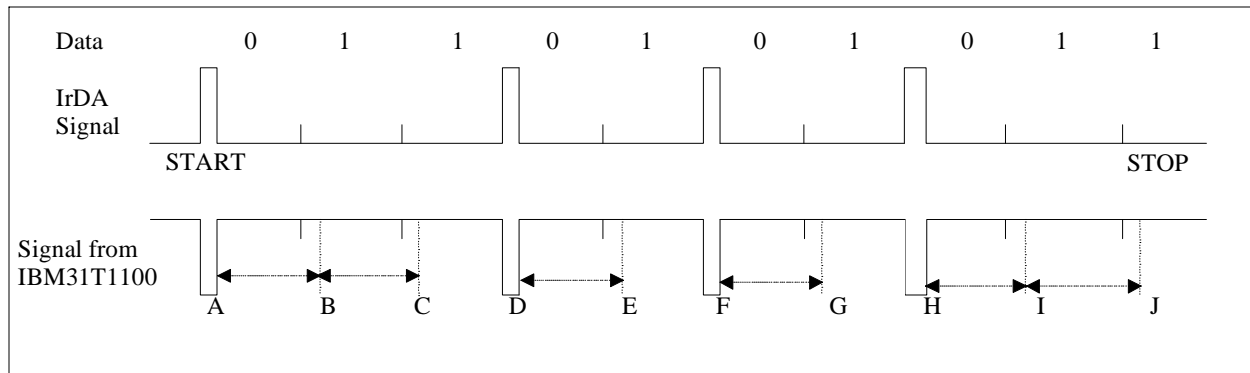 Data 0 1 1 0 1 0 1 0 1 1
IrDA
Signal
START STOP
Signal from
IBM31T1100
A B C D E F G H I J